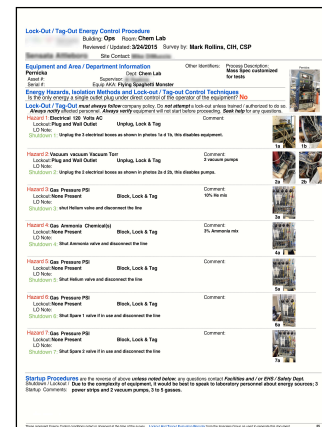 Lock-Out / Tag-Out Energy Control Procedure
Building: Ops Room: Chem Lab
Reviewed / Updated: 3/24/2015 Survey by: Mark Rollins, CIH, CSP
Site Contact:
Equipment and Area / Department Information Other Identifiers: Process Description:
Pernicka Dept: Chem Lab Mass Spec customized for tests
Asset #: Supervisor:
Serial #: Equip AKA: Flying Spaghetti Monster
Energy Hazards, Isolation Methods and Lock-out / Tag-out Control Techniques
Is the only energy a single outlet plug under direct control of the operator of the equipment? No
Lock-Out / Tag-Out must always follow company policy. Do not attempt a lock-out unless trained / authorized to do so.
Always notify affected personnel. Always verify equipment will not start before proceeding. Seek help for any questions.
Hazard 1: Electrical 120 Volts AC Comment:
Lockout: Plug and Wall Outlet Unplug, Lock & Tag
LO Note:
Shutdown 1: Unplug the 3 electrical boxes as shown in photos 1a & 1b, this disables equipment.
1a 1b
Hazard 2: Vacuum vacuum Vacuum Torr Comment:
Lockout: Plug and Wall Outlet Unplug, Lock & Tag 2 vacuum pumps
LO Note:
Shutdown 2: Unplug the 2 electrical boxes as shown in photos 2a & 2b, this disables pumps.
2a 2b
Hazard 3: Gas Pressure PSI Comment:
Lockout: None Present Block, Lock & Tag 10% He mix
LO Note:
Shutdown 3: shut Helium valve and disconnect the line
3a
Hazard 4: Gas Ammonia Chemical(s) Comment:
Lockout: None Present Block, Lock & Tag 3% Ammonia mix
LO Note:
Shutdown 4: Shut Ammonia valve and disconnect the line
4a
Hazard 5: Gas Pressure PSI Comment:
Lockout: None Present Block, Lock & Tag
LO Note:
Shutdown 5: Shut Helium valve and disconnect the line
5a
Hazard 6: Gas Pressure PSI Comment:
Lockout: None Present Block, Lock & Tag
LO Note:
Shutdown 6: Shut Spare 1 valve if in use and disconnect the line
6a
Hazard 7: Gas Pressure PSI Comment:
Lockout: None Present Block, Lock & Tag
LO Note:
Shutdown 7: Shut Spare 2 valve if in use and disconnect the line
7a
Startup Procedures are the reverse of above unless noted below: any questions contact Facilities and / or EHS / Safety Dept.
Shutdown / Lockout / Due to the complexity of equipment, it would be best to speak to laboratory personnel about energy sources; 3
Startup Comments: power strips and 2 vacuum pumps, 3 to 5 gasses.